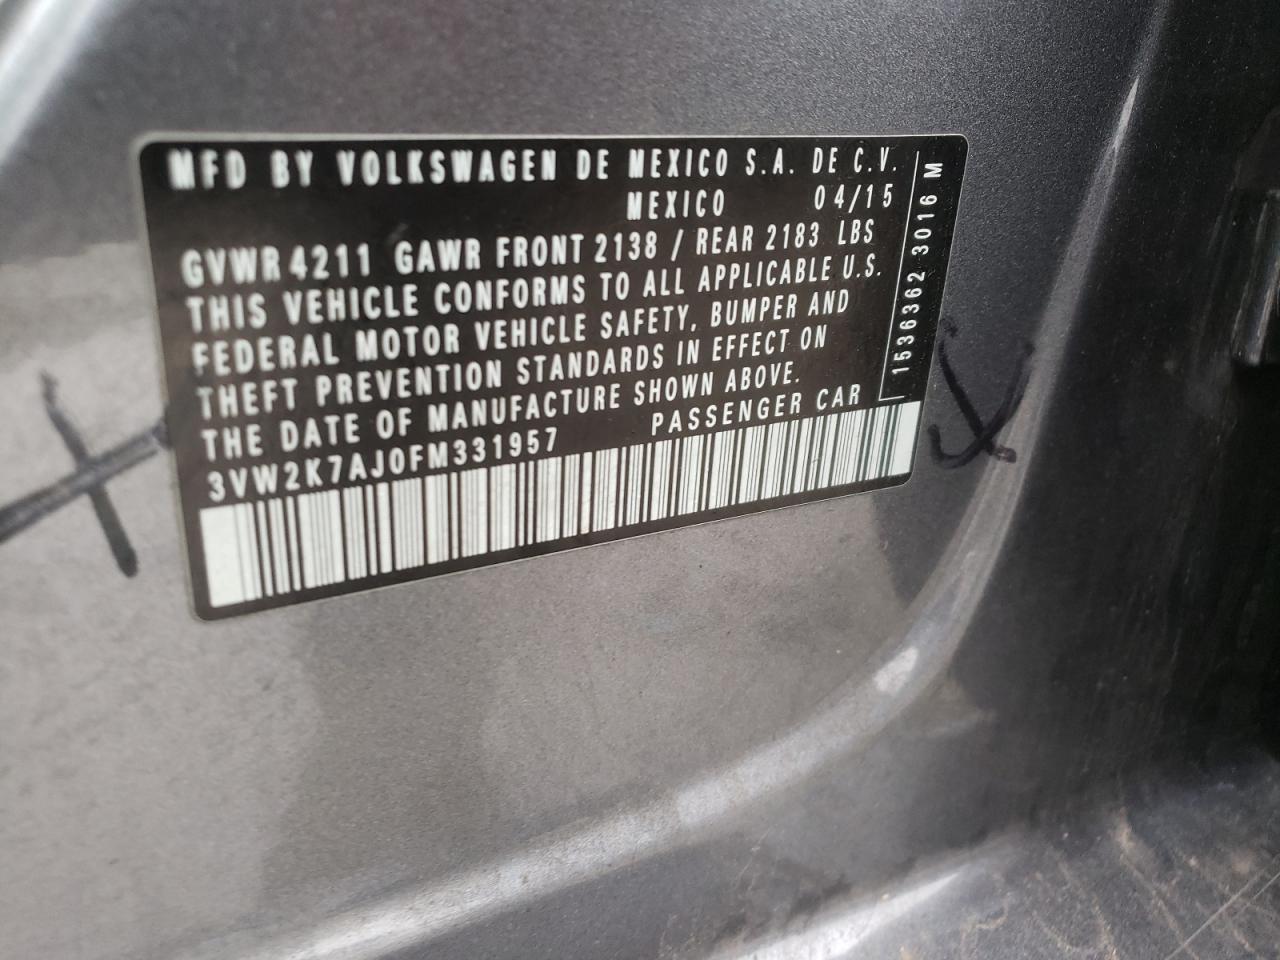 MFD BY VOLKSWAGEN DE MEXICO S.A. DE C.V.
MEXICO 04/15
GVWR 4211 GAWR FRONT 2138 / REAR 2183 LBS
THIS VEHICLE CONFORMS TO ALL APPLICABLE U.S.
FEDERAL MOTOR VEHICLE SAFETY, BUMPER AND
THEFT PREVENTION STANDARDS IN EFFECT ON
THE DATE OF MANUFACTURE SHOWN ABOVE.
3VW2K7AJ0FM331957 PASSENGER CAR
1536362 3016 M